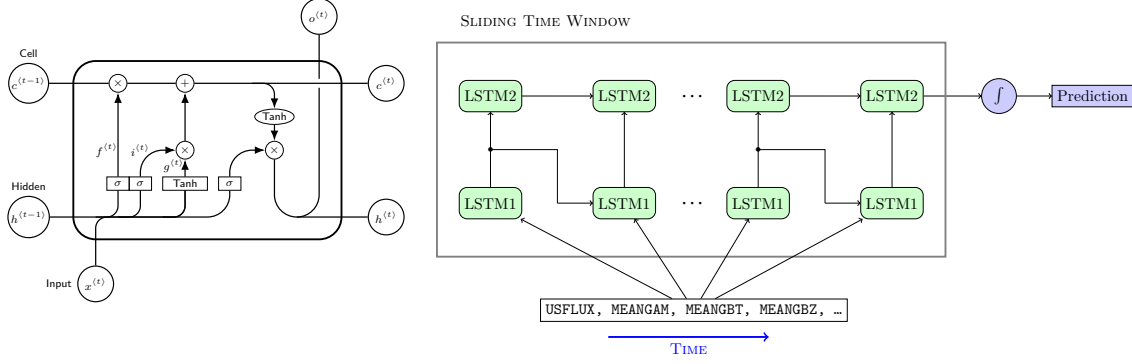 o⟨t⟩
SLIDING TIME WINDOW
Cell
c⟨t−1⟩
×
+
c⟨t⟩
Tanh
f⟨t⟩
i⟨t⟩
×
×
g⟨t⟩
σ
σ
Tanh
σ
Hidden
h⟨t−1⟩
h⟨t⟩
Input
x⟨t⟩
LSTM2 LSTM2 ··· LSTM2 LSTM2
∫
Prediction
LSTM1 LSTM1 ··· LSTM1 LSTM1
USFLUX, MEANGAM, MEANGBT, MEANGBZ, …
TIME